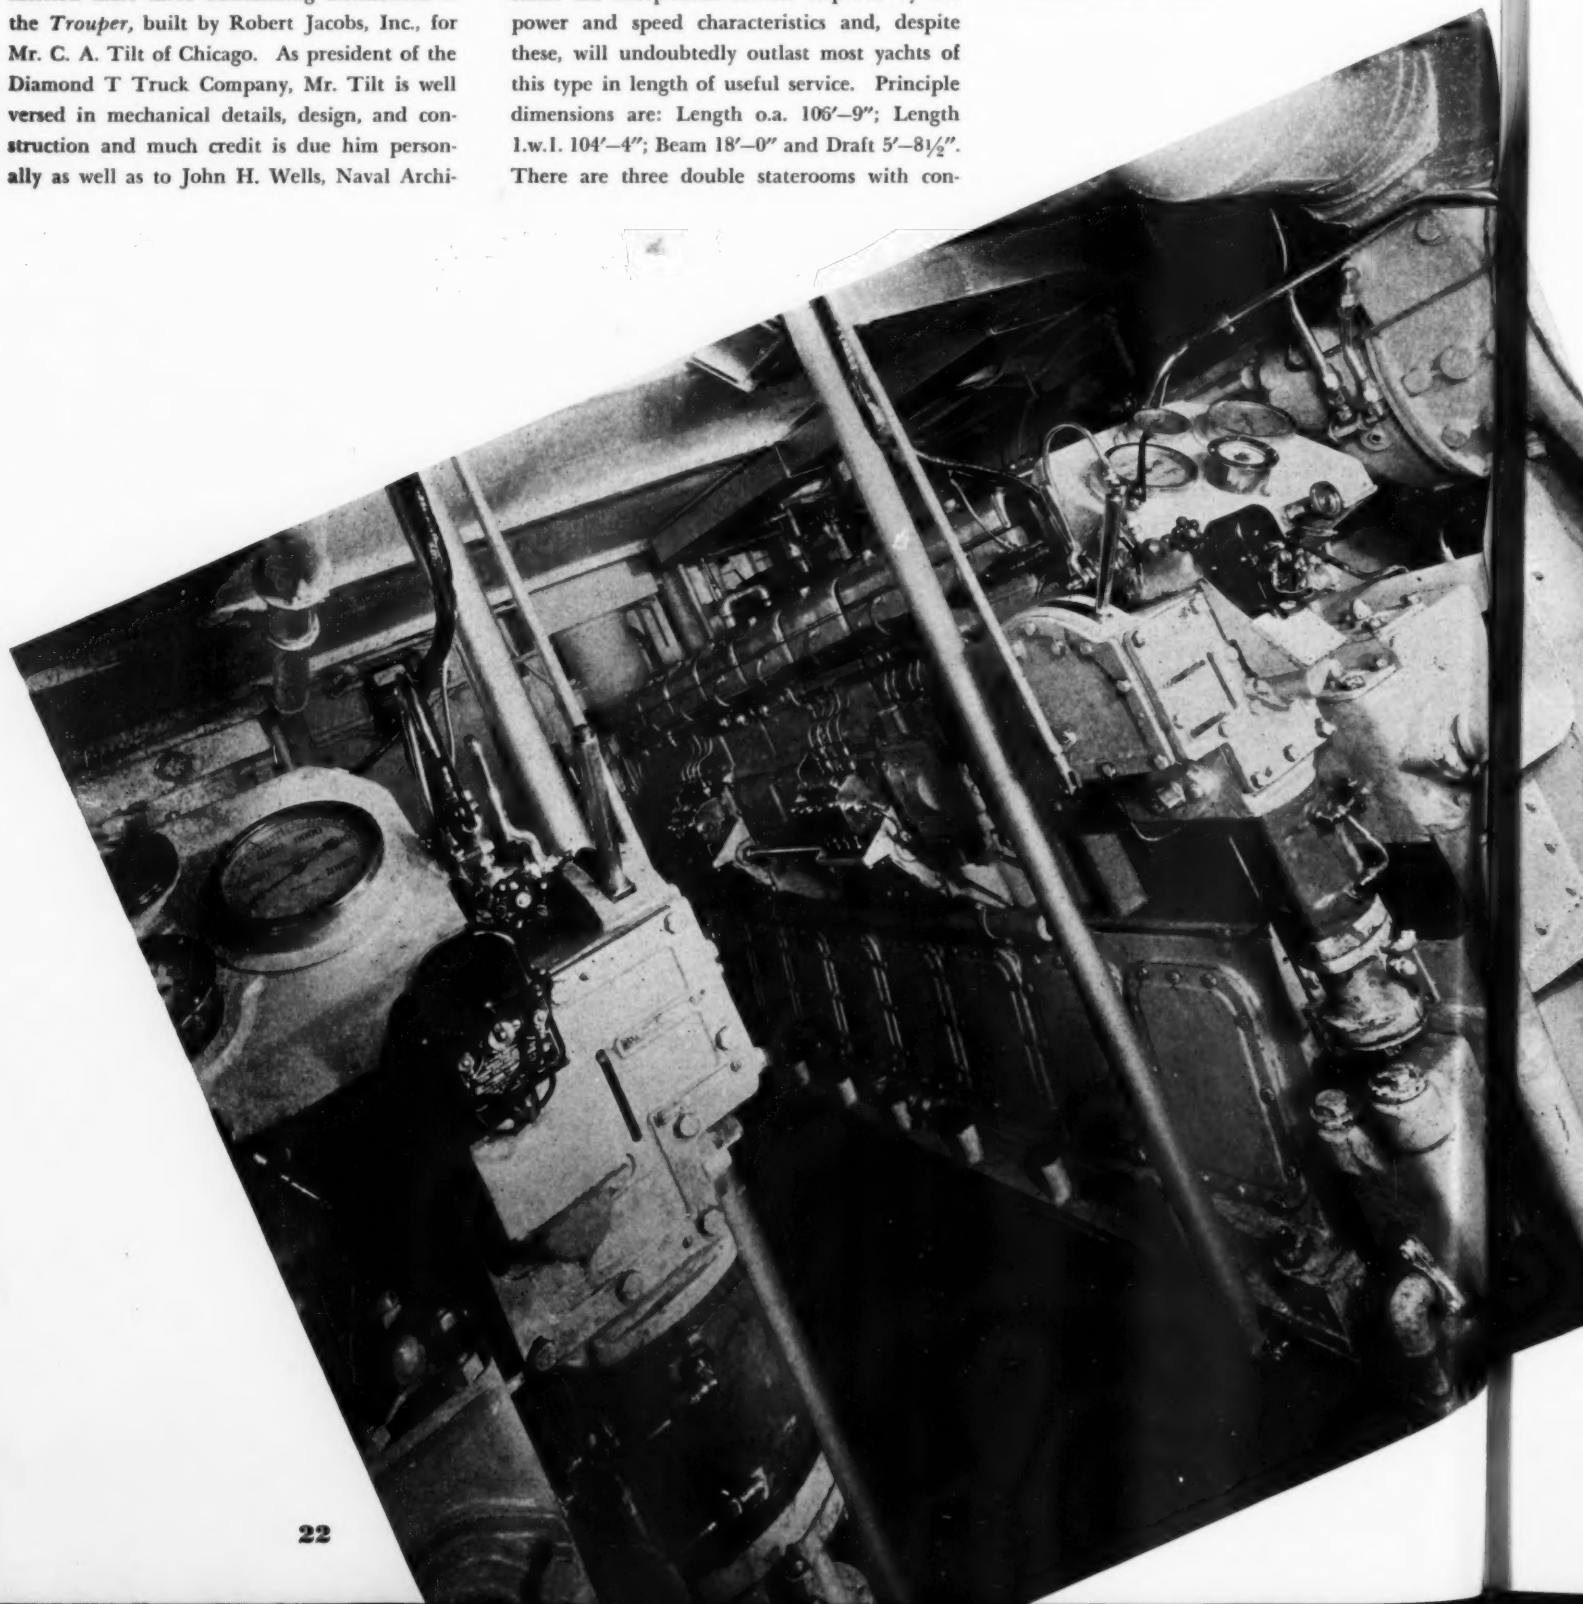 the Trouper, built by Robert Jacobs, Inc., for
Mr. C. A. Tilt of Chicago. As president of the
Diamond T Truck Company, Mr. Tilt is well
versed in mechanical details, design, and con-
struction and much credit is due him person-
ally as well as to John H. Wells, Naval Archi-
power and speed characteristics and, despite
these, will undoubtedly outlast most yachts of
this type in length of useful service. Principle
dimensions are: Length o.a. 106′–9″; Length
l.w.l. 104′–4″; Beam 18′–0″ and Draft 5′–8½″.
There are three double staterooms with con-
22